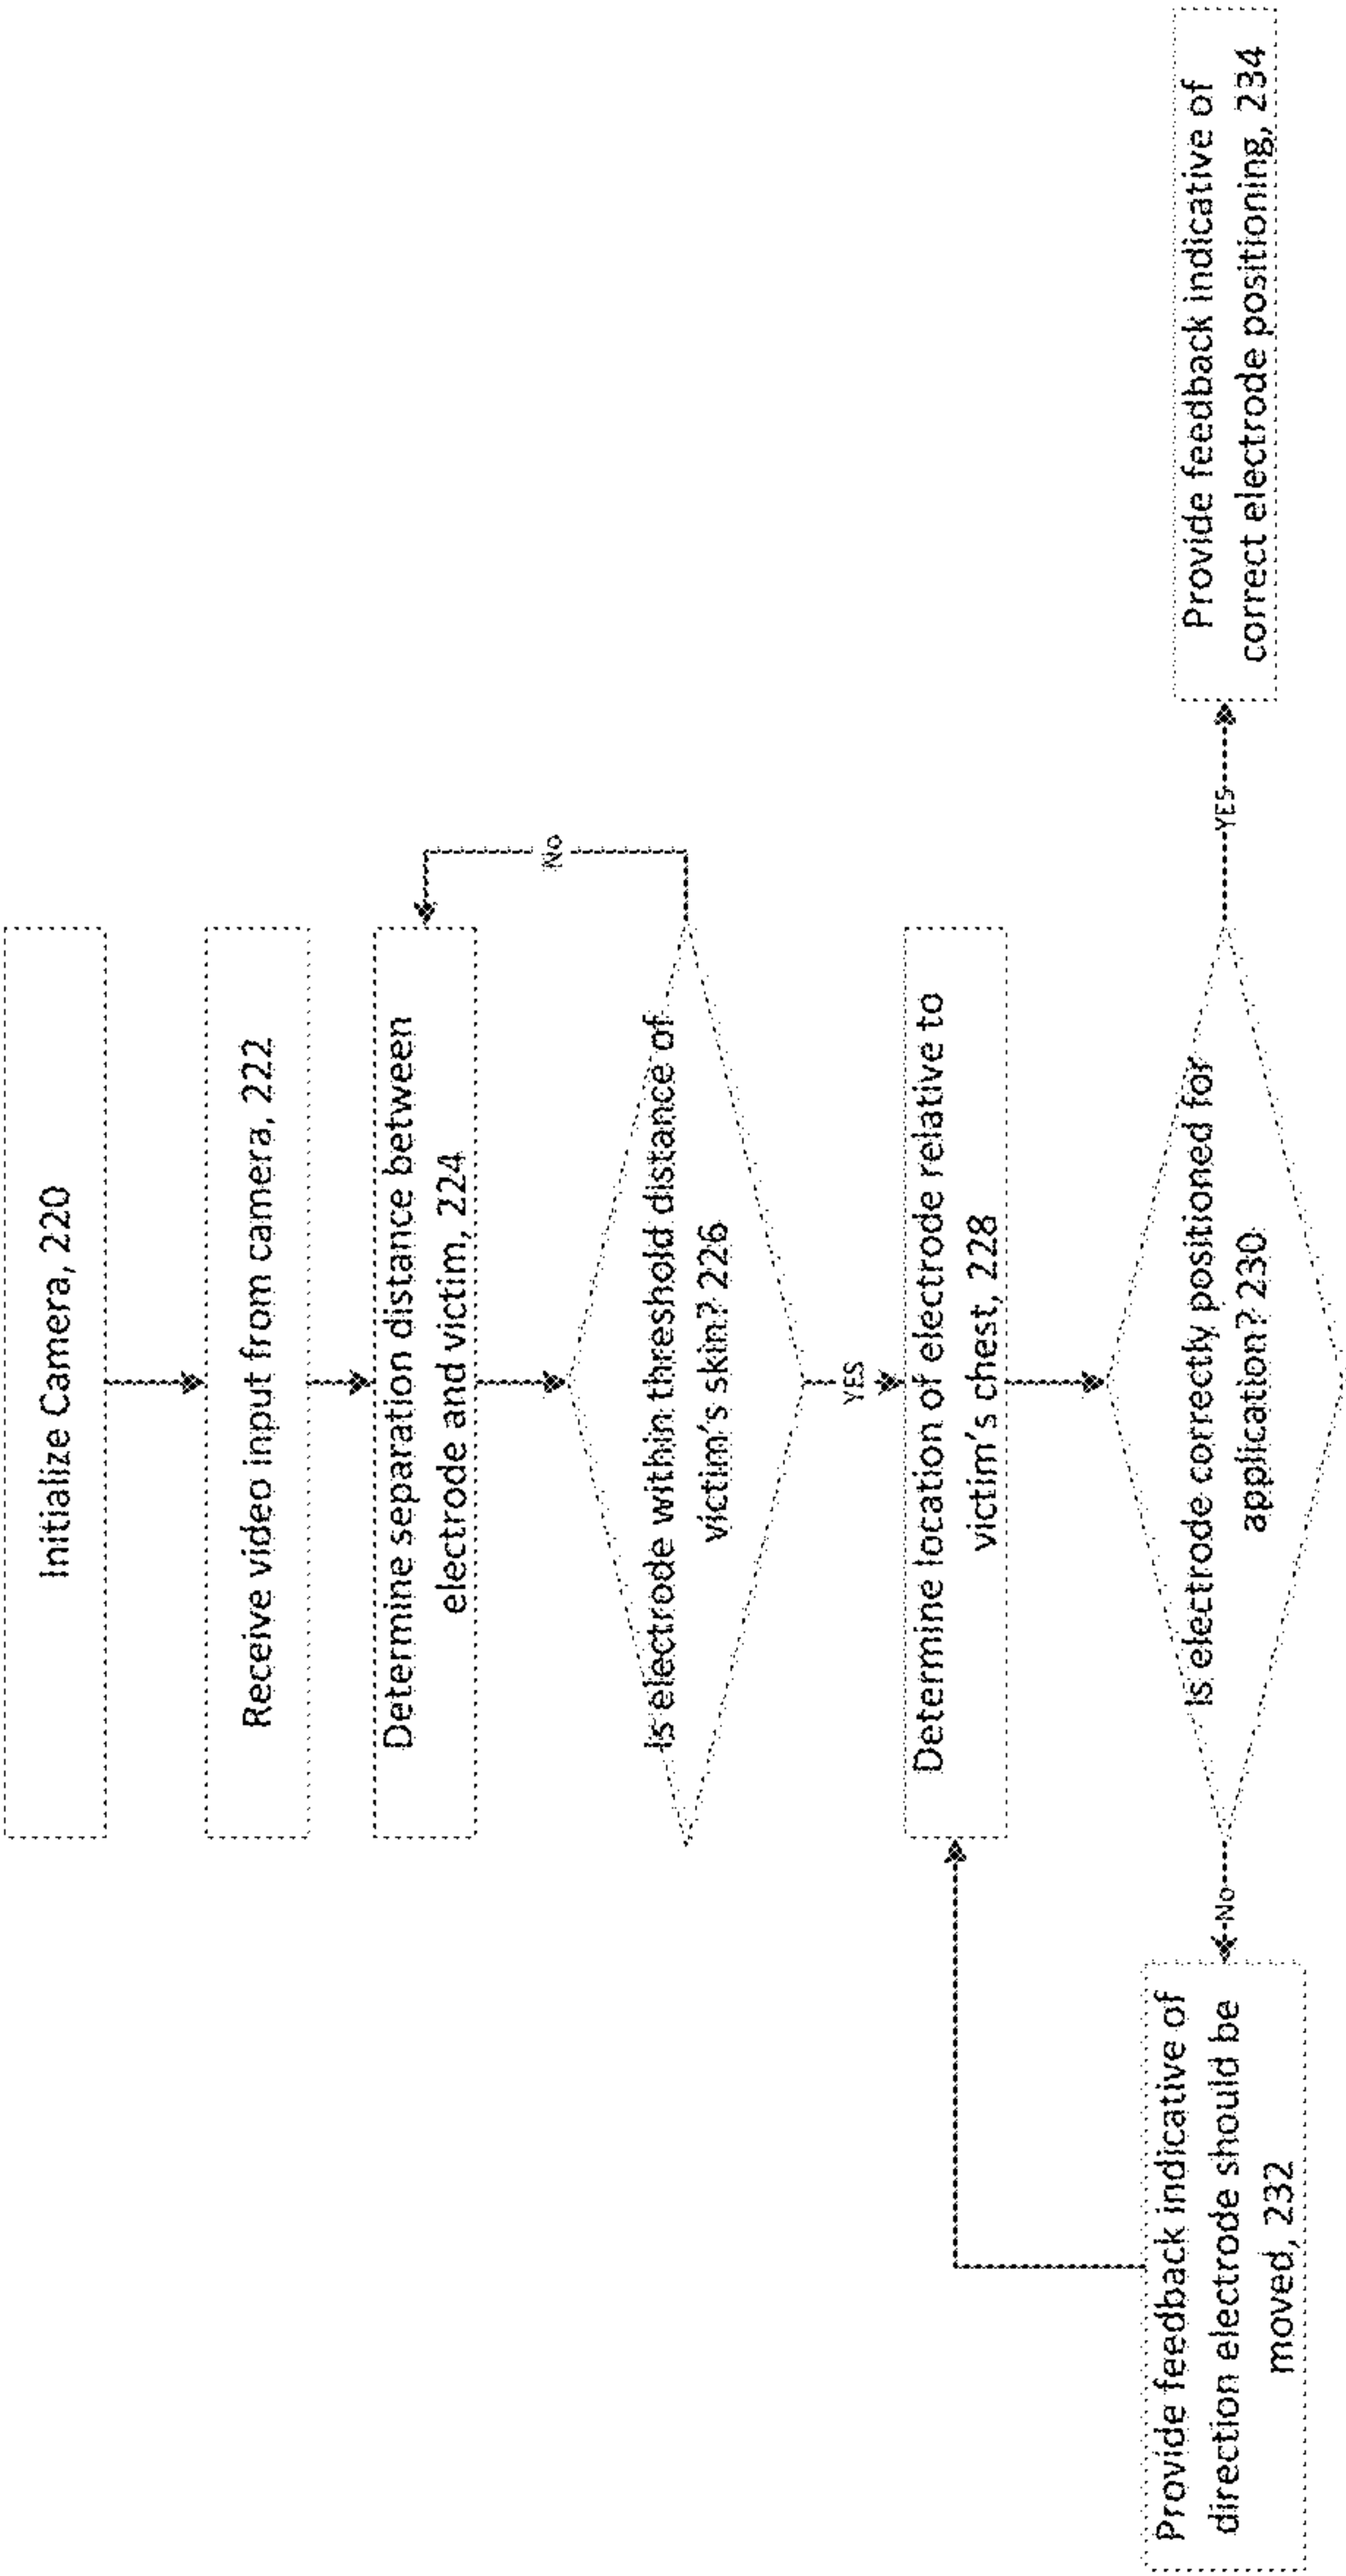 Initialize Camera, 220
Receive video input from camera, 222
Determine separation distance between
electrode and victim, 224
No
Is electrode within threshold distance of
victim's skin? 226
YES
Determine location of electrode relative to
victim's chest, 228
Is electrode correctly positioned for
application? 230
No
Provide feedback indicative of
direction electrode should be
moved, 232
YES
Provide feedback indicative of
correct electrode positioning, 234